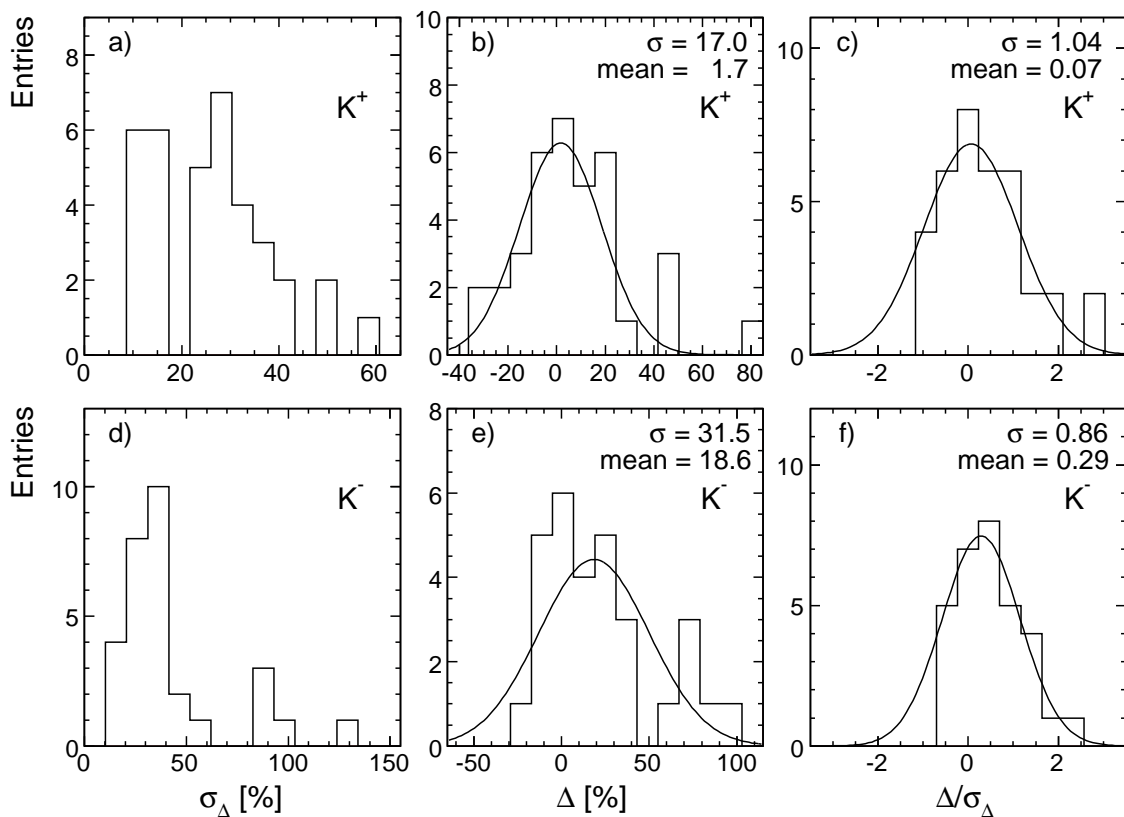 Entries
a)
K+
8
6
4
2
0
0 20 40 60
b)
σ = 17.0
mean = 1.7
K+
10
8
6
4
2
0
-40 -20 0 20 40 60 80
c)
σ = 1.04
mean = 0.07
K+
10
5
0
-2 0 2
Entries
d)
K-
10
5
0
0 50 100 150
σΔ [%]
e)
σ = 31.5
mean = 18.6
K-
8
6
4
2
0
-50 0 50 100
Δ [%]
f)
σ = 0.86
mean = 0.29
K-
10
5
0
-2 0 2
Δ/σΔ